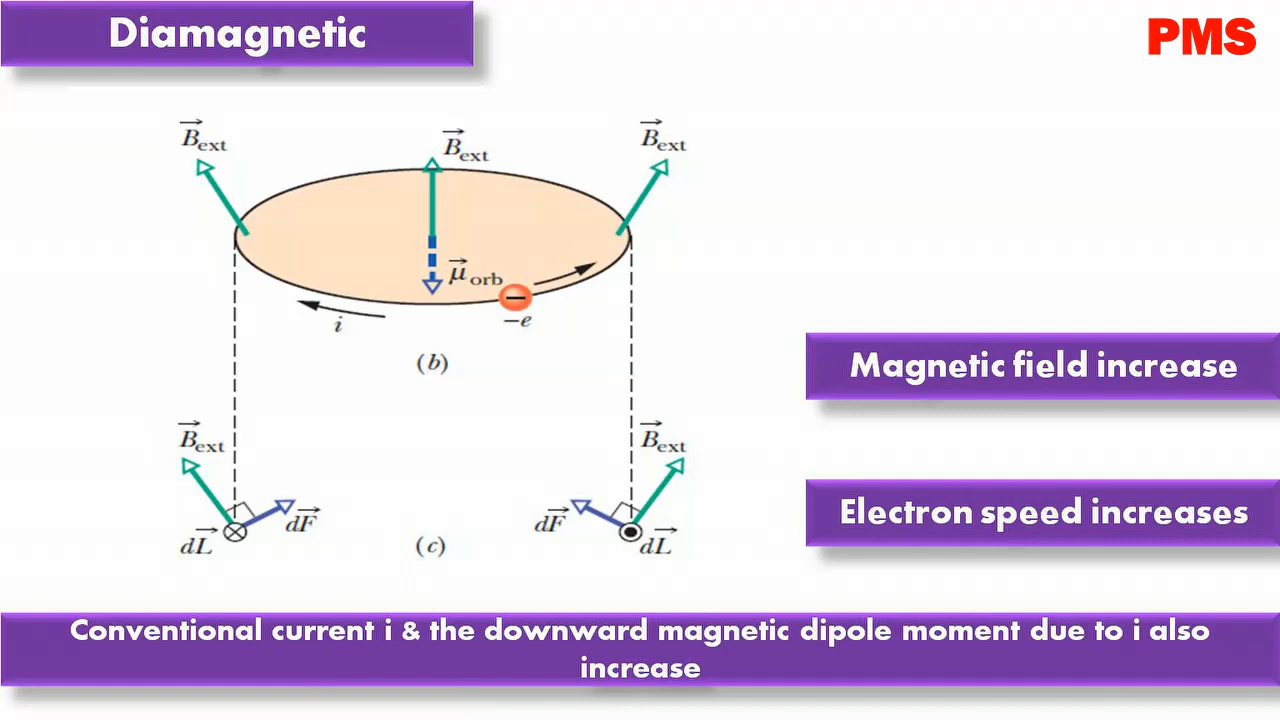 Diamagnetic
PMS
B ext
B ext
B ext
μ orb
i
−e
(b)
Magnetic field increase
B ext
B ext
dF
dF
dL
dL
(c)
Electron speed increases
Conventional current i & the downward magnetic dipole moment due to i also
increase